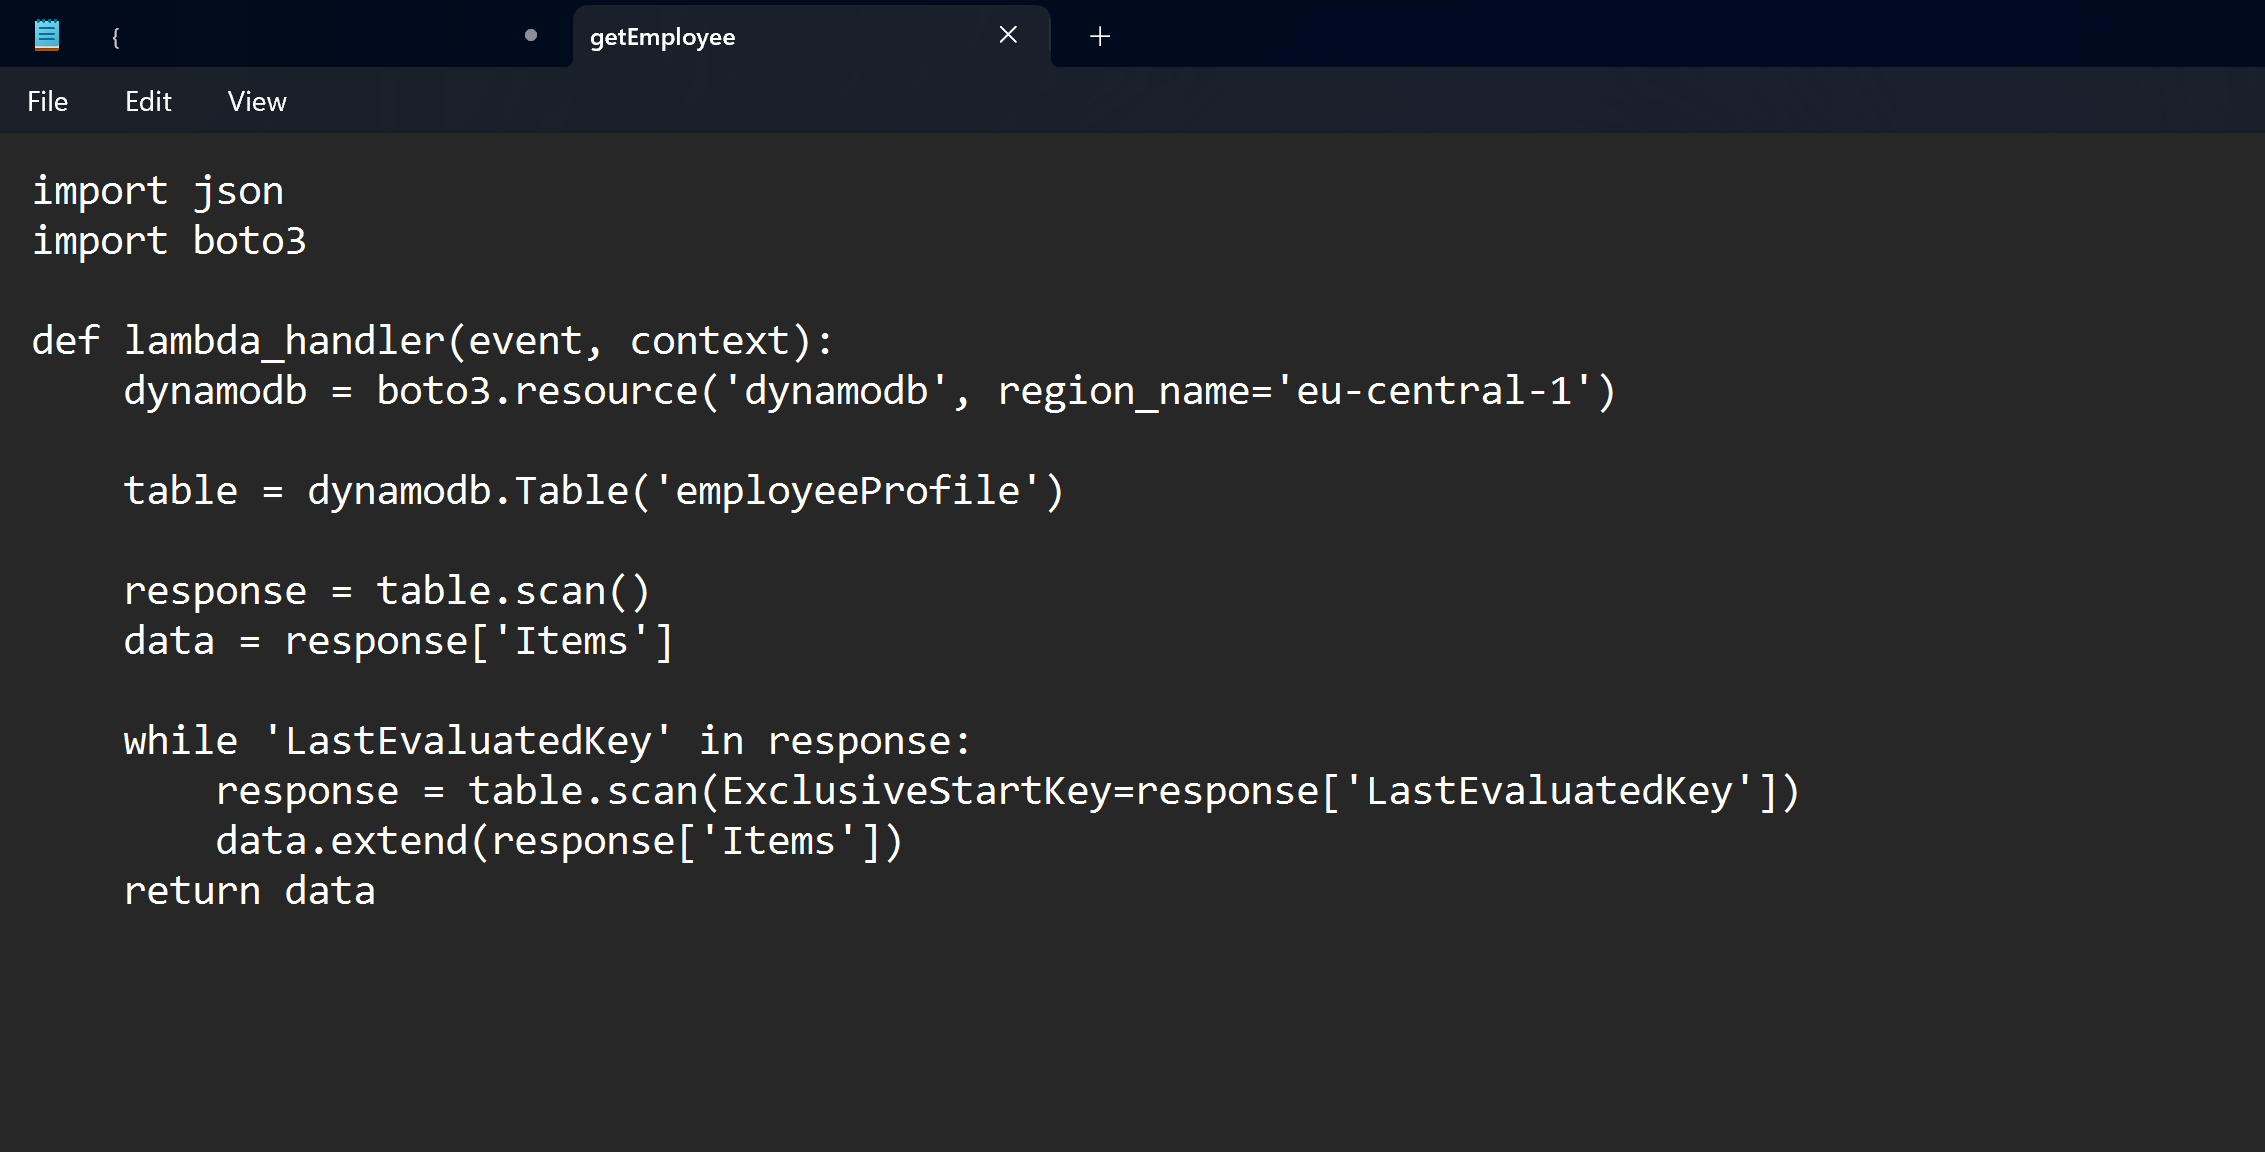 {
getEmployee
File Edit View
import json
import boto3
def lambda_handler(event, context):
    dynamodb = boto3.resource('dynamodb', region_name='eu-central-1')
    table = dynamodb.Table('employeeProfile')
    response = table.scan()
    data = response['Items']
    while 'LastEvaluatedKey' in response:
        response = table.scan(ExclusiveStartKey=response['LastEvaluatedKey'])
        data.extend(response['Items'])
    return data